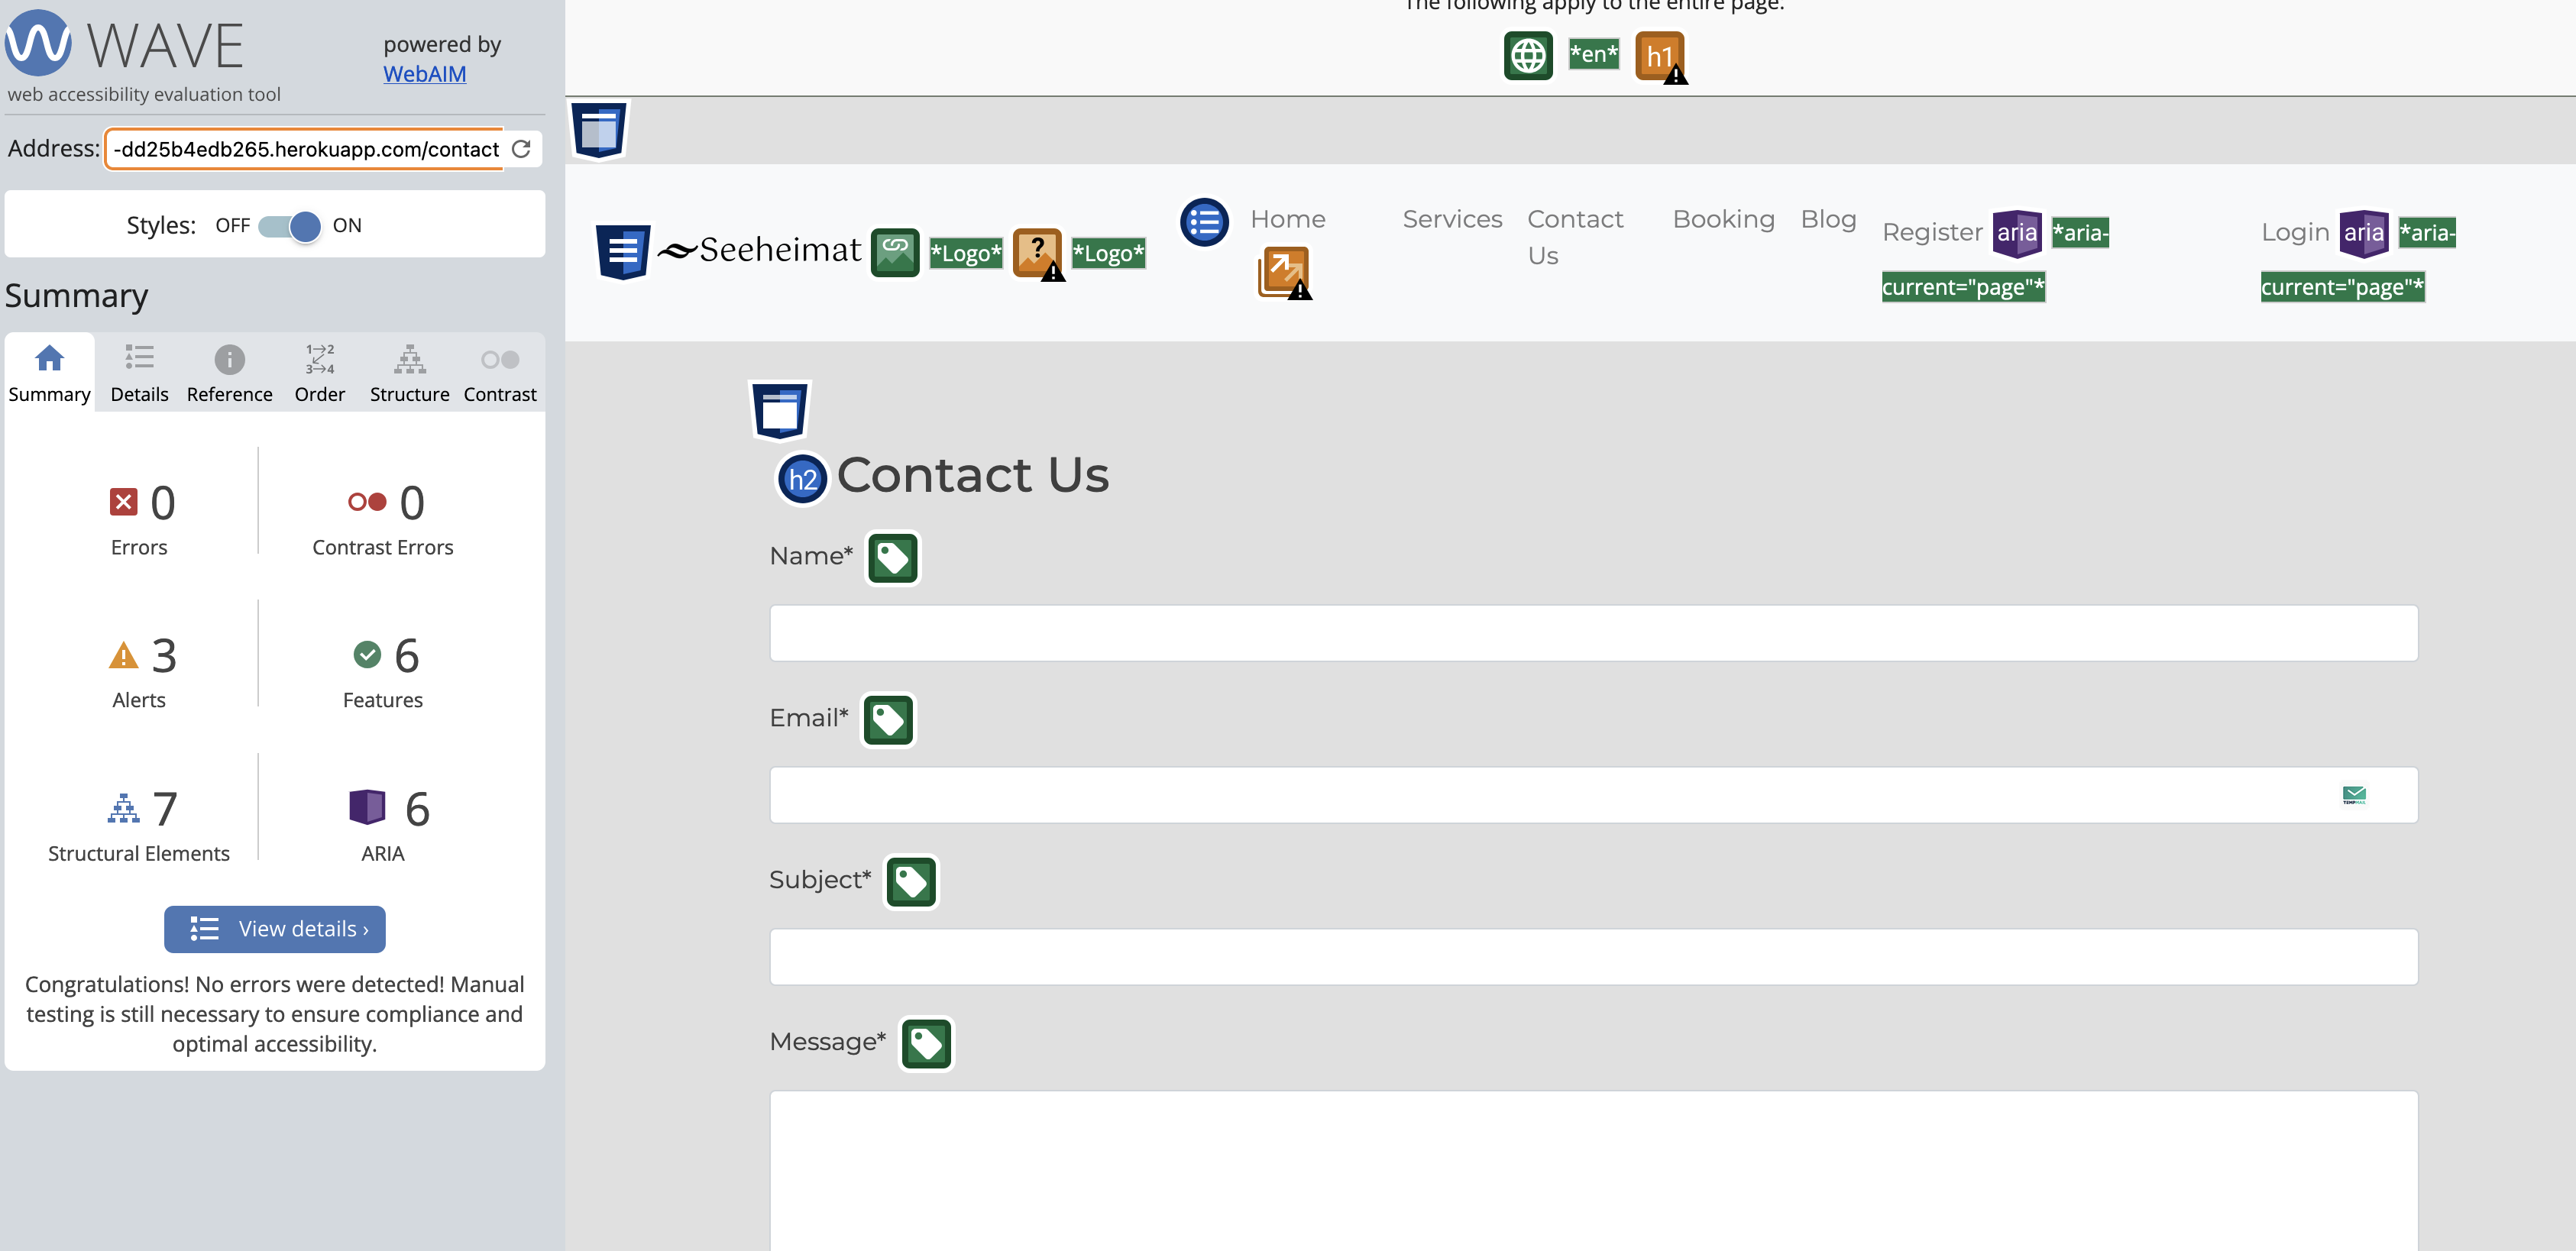 WAVE
powered by
WebAIM
web accessibility evaluation tool
Address: -dd25b4edb265.herokuapp.com/contact
Styles: OFF ON
Summary
Summary Details Reference Order Structure Contrast
0 Errors
0 Contrast Errors
3 Alerts
6 Features
7 Structural Elements
6 ARIA
View details ›
Congratulations! No errors were detected! Manual
testing is still necessary to ensure compliance and
optimal accessibility.
The following apply to the entire page:
*en* h1
Seeheimat *Logo* ? *Logo*
Home Services Contact Us Booking Blog
Register aria *aria-current="page"*
Login aria *aria-current="page"*
h2 Contact Us
Name*
Email*
TEMPMAIL
Subject*
Message*